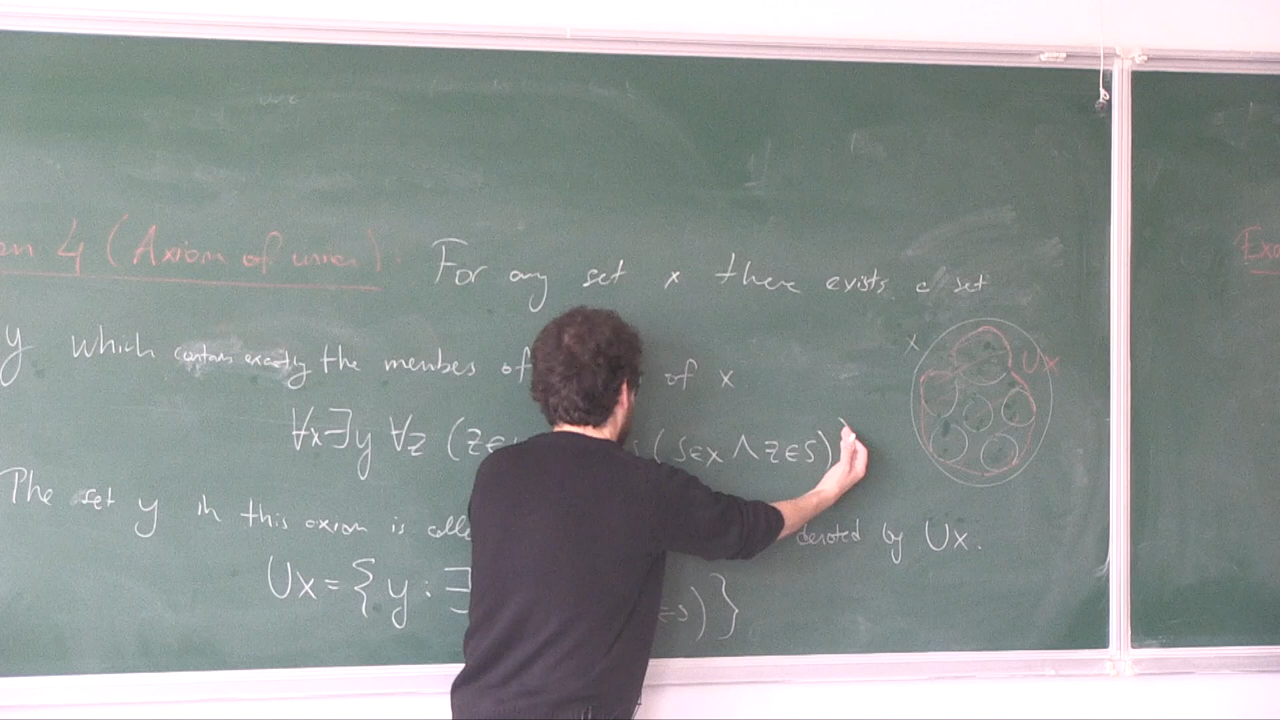 4 (Axiom of union): For any set x there exists a set
y which contains exactly the members of of x
∀x∃y ∀z (z∈ s(s∈x ∧ z∈s))
x
∪x
The set y in this axiom is denoted by ∪x.
∪x = {y : ∃ ∈s)}